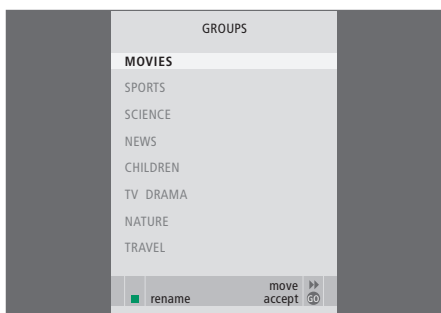 GROUPS
MOVIES
SPORTS
SCIENCE
NEWS
CHILDREN
TV DRAMA
NATURE
TRAVEL
move
rename accept GO